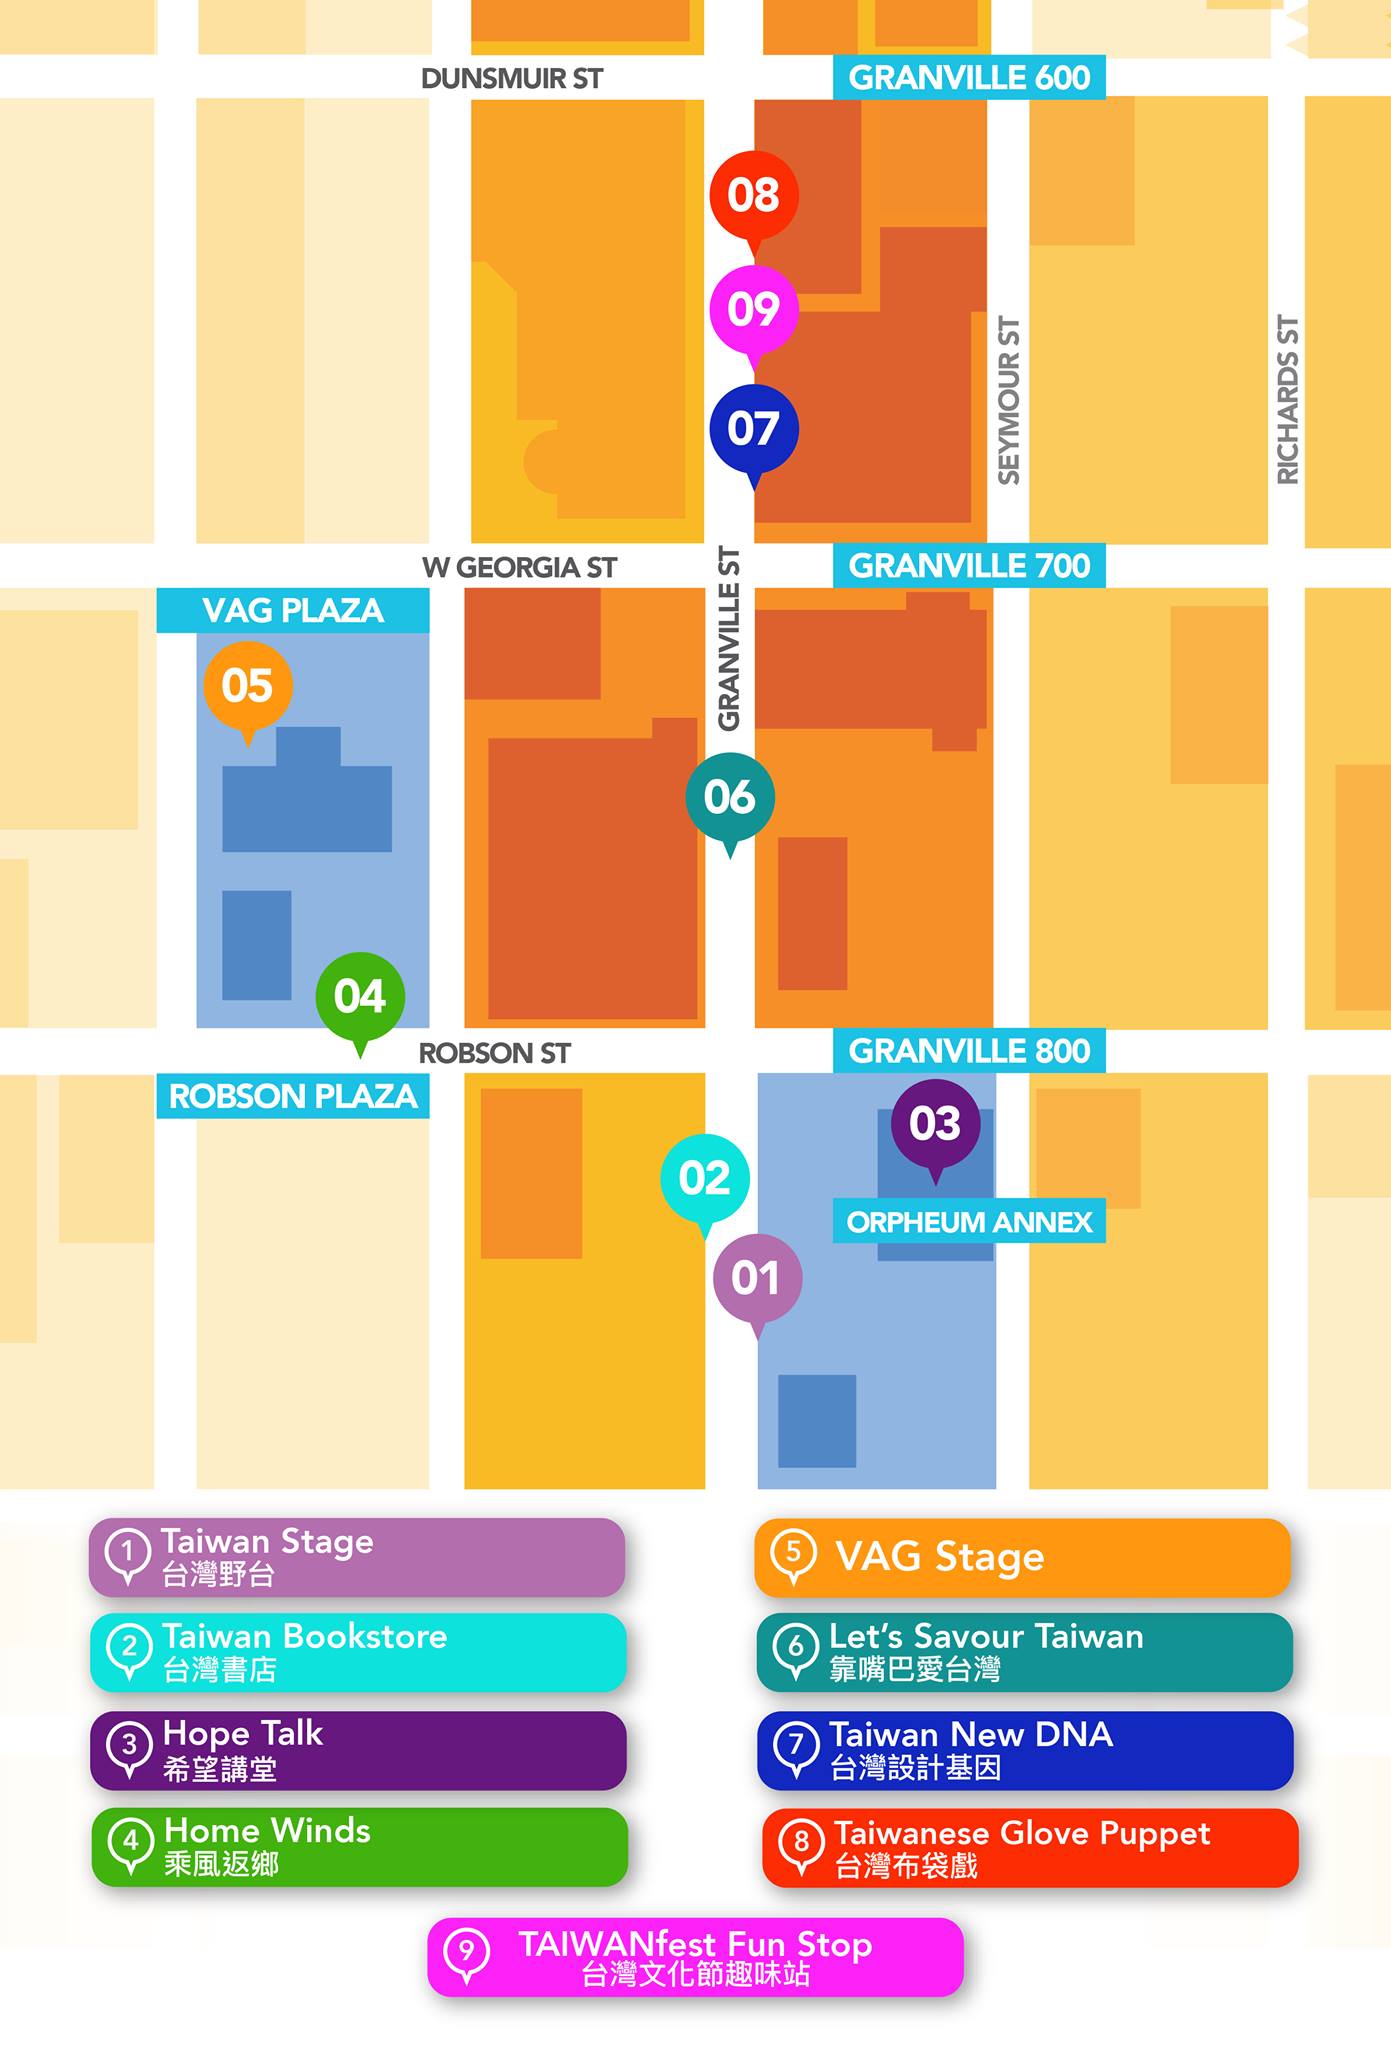 DUNSMUIR ST
GRANVILLE 600
08
09
07
SEYMOUR ST
RICHARDS ST
W GEORGIA ST
GRANVILLE ST
GRANVILLE 700
VAG PLAZA
05
06
04
ROBSON ST
GRANVILLE 800
ROBSON PLAZA
03
02
ORPHEUM ANNEX
01
1 Taiwan Stage
台灣野台
2 Taiwan Bookstore
台灣書店
3 Hope Talk
希望講堂
4 Home Winds
乘風返鄉
5 VAG Stage
6 Let's Savour Taiwan
靠嘴巴愛台灣
7 Taiwan New DNA
台灣設計基因
8 Taiwanese Glove Puppet
台灣布袋戲
9 TAIWANfest Fun Stop
台灣文化節趣味站